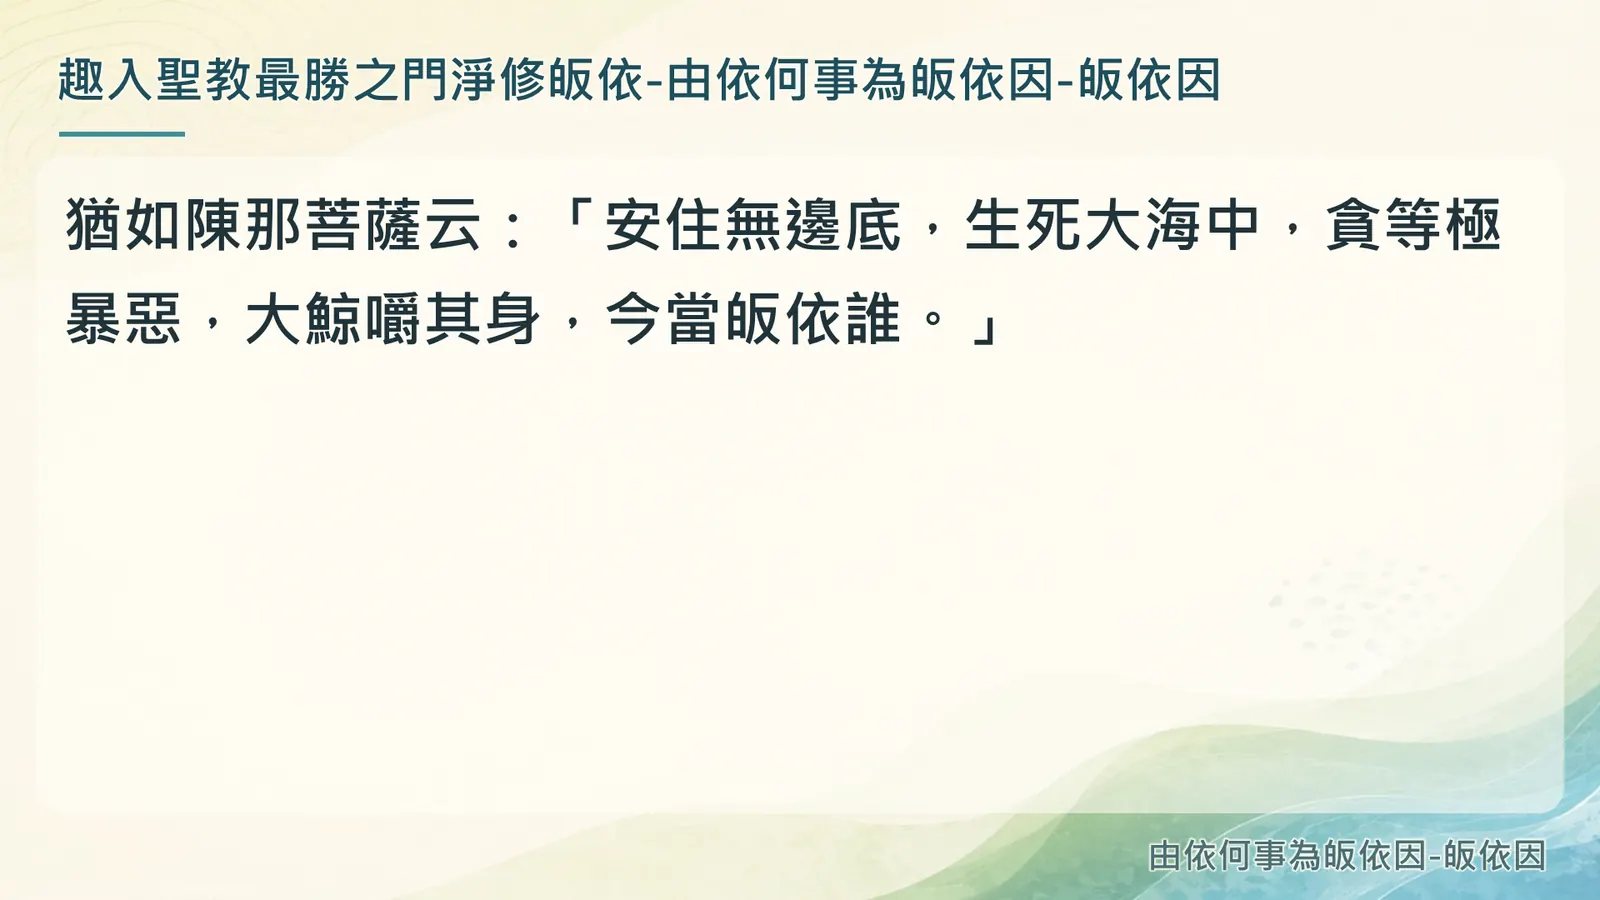 趣入聖教最勝之門淨修皈依-由依何事為皈依因-皈依因
猶如陳那菩薩云：「安住無邊底，生死大海中，貪等極
暴惡，大鯨嚼其身，今當皈依誰。」
由依何事為皈依因-皈依因